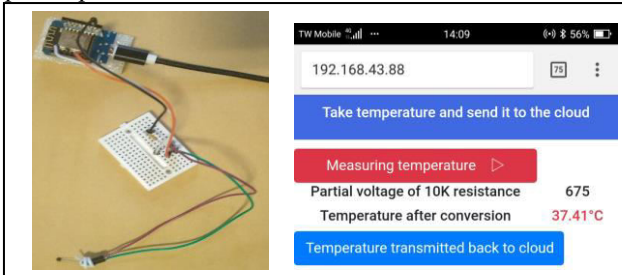 TW Mobile 14:09 56%
192.168.43.88 75
Take temperature and send it to the cloud
Measuring temperature
Partial voltage of 10K resistance 675
Temperature after conversion 37.41°C
Temperature transmitted back to cloud